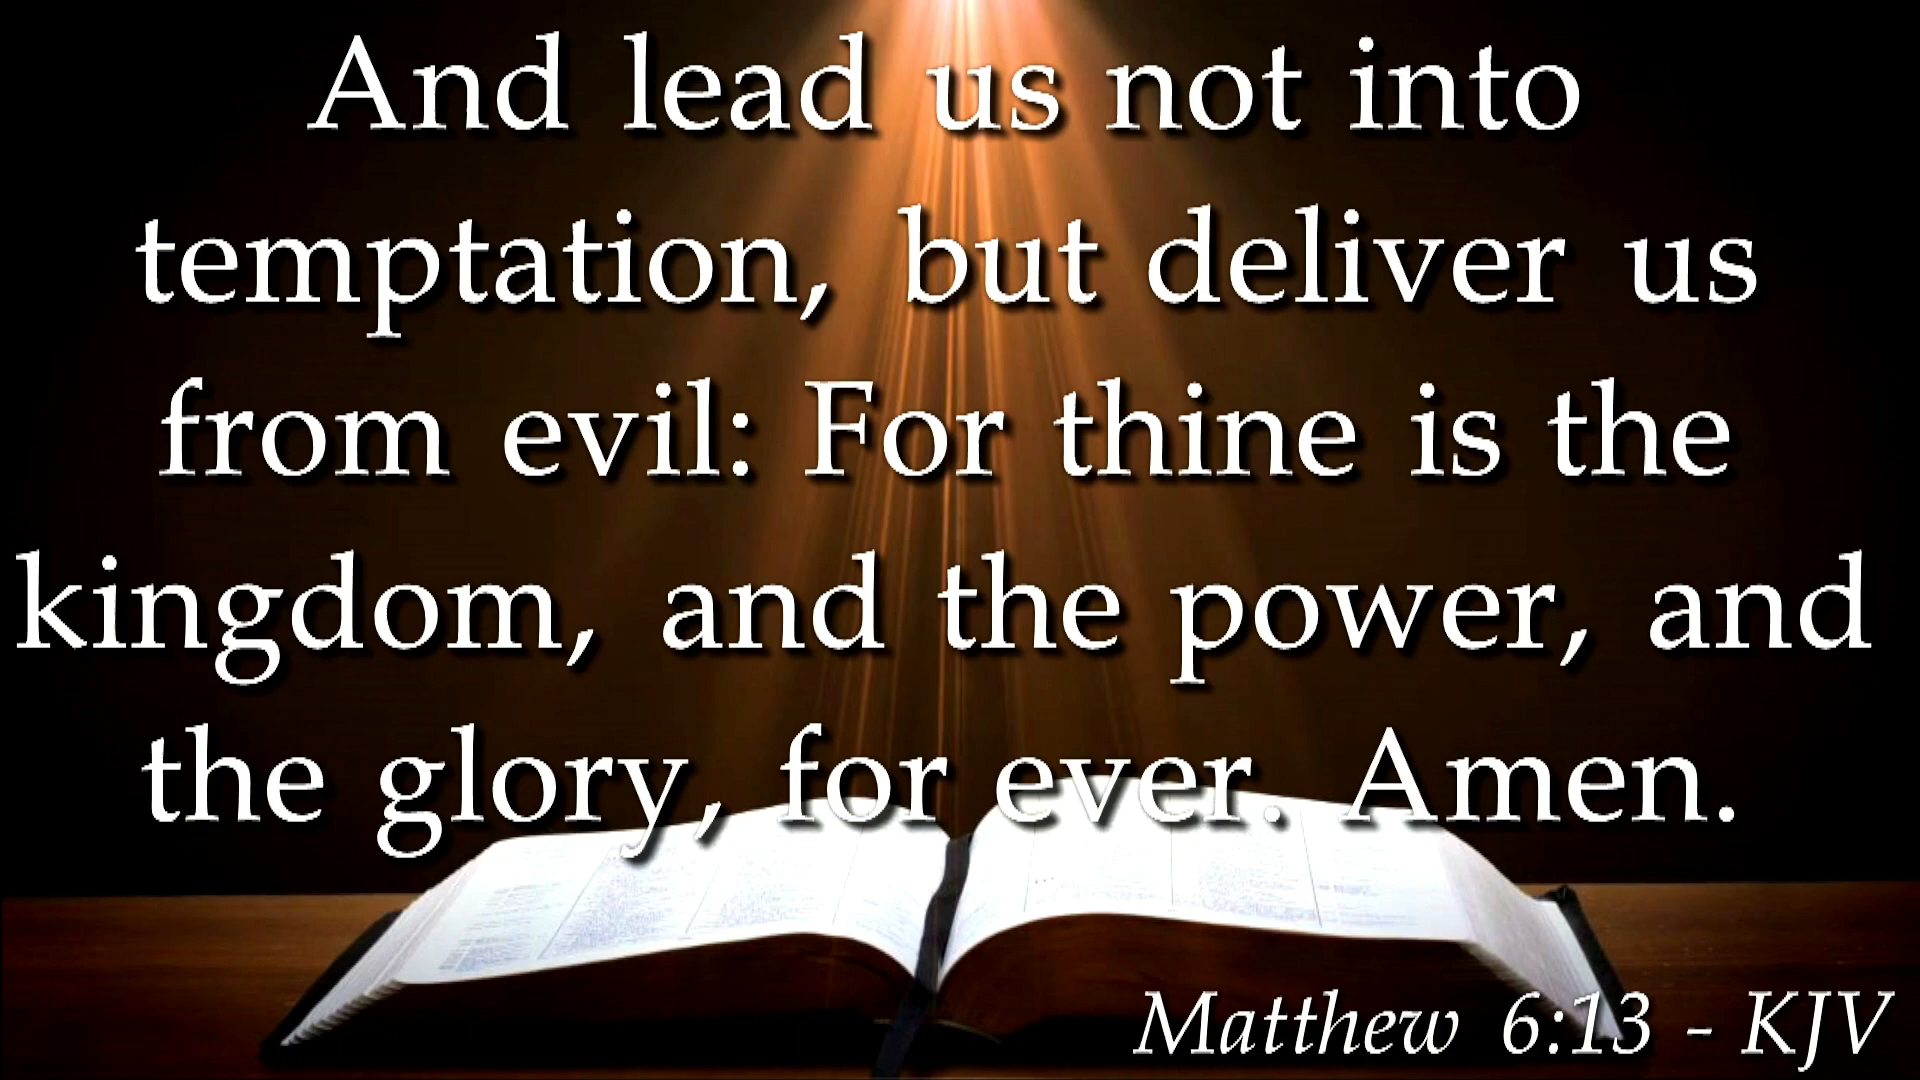 And lead us not into
temptation, but deliver us
from evil: For thine is the
kingdom, and the power, and
the glory, for ever. Amen.
Matthew 6:13 - KJV